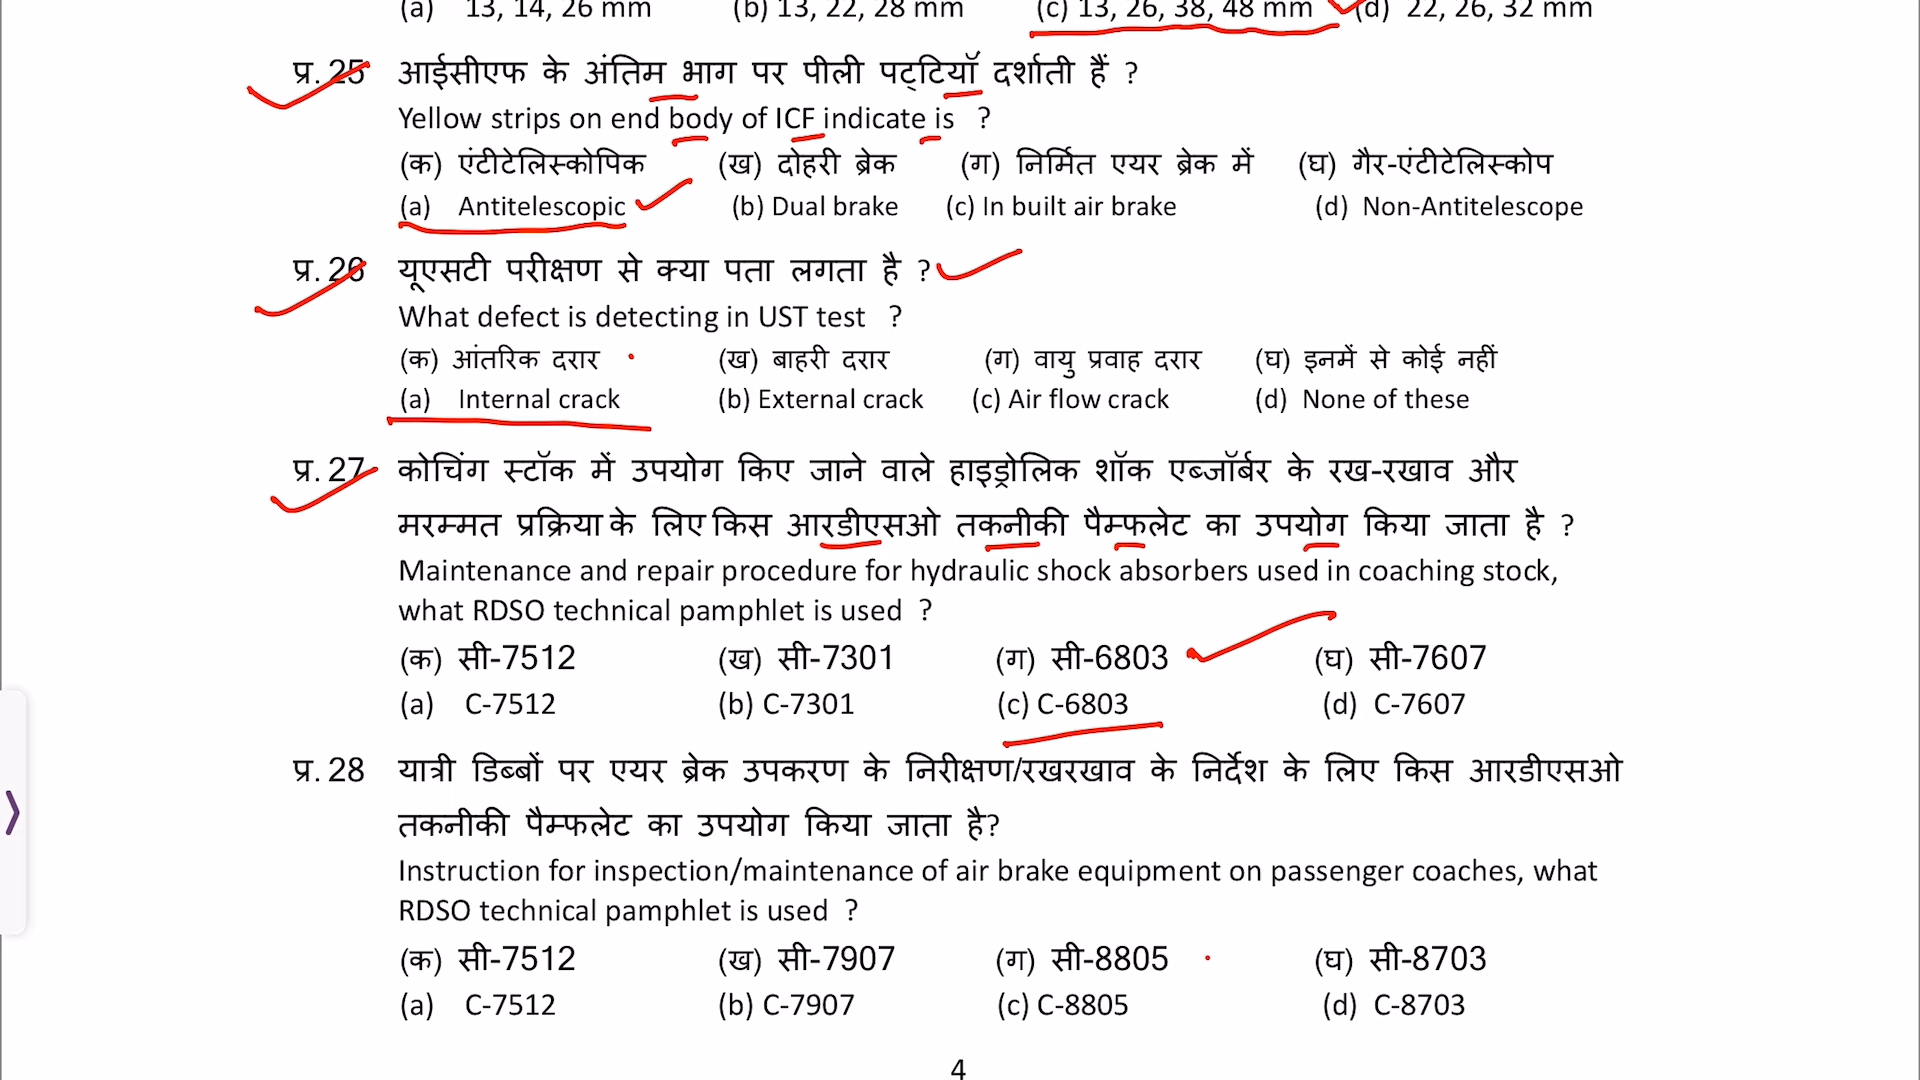 (a) 13, 14, 26 mm (b) 13, 22, 28 mm (c) 13, 26, 38, 48 mm (d) 22, 26, 32 mm
प्र. 25 आईसीएफ के अंतिम भाग पर पीली पट्टियॉ दर्शाती हैं ?
Yellow strips on end body of ICF indicate is ?
(क) एंटीटेलिस्कोपिक (ख) दोहरी ब्रेक (ग) निर्मित एयर ब्रेक में (घ) गैर-एंटीटेलिस्कोप
(a) Antitelescopic (b) Dual brake (c) In built air brake (d) Non-Antitelescope
प्र. 26 यूएसटी परीक्षण से क्या पता लगता है ?
What defect is detecting in UST test ?
(क) आंतरिक दरार (ख) बाहरी दरार (ग) वायु प्रवाह दरार (घ) इनमें से कोई नहीं
(a) Internal crack (b) External crack (c) Air flow crack (d) None of these
प्र. 27 कोचिंग स्टॉक में उपयोग किए जाने वाले हाइड्रोलिक शॉक एब्जॉर्बर के रख-रखाव और
मरम्मत प्रक्रिया के लिए किस आरडीएसओ तकनीकी पैम्फलेट का उपयोग किया जाता है ?
Maintenance and repair procedure for hydraulic shock absorbers used in coaching stock,
what RDSO technical pamphlet is used ?
(क) सी-7512 (ख) सी-7301 (ग) सी-6803 (घ) सी-7607
(a) C-7512 (b) C-7301 (c) C-6803 (d) C-7607
प्र. 28 यात्री डिब्बों पर एयर ब्रेक उपकरण के निरीक्षण/रखरखाव के निर्देश के लिए किस आरडीएसओ
तकनीकी पैम्फलेट का उपयोग किया जाता है?
Instruction for inspection/maintenance of air brake equipment on passenger coaches, what
RDSO technical pamphlet is used ?
(क) सी-7512 (ख) सी-7907 (ग) सी-8805 (घ) सी-8703
(a) C-7512 (b) C-7907 (c) C-8805 (d) C-8703
4